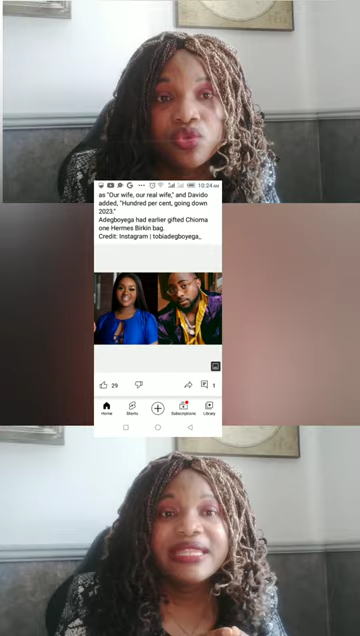 10:24 AM
as "Our wife, our real wife," and Davido
added, "Hundred per cent, going down
2023."
Adegboyega had earlier gifted Chioma
one Hermes Birkin bag.
Credit: Instagram | tobiadegboyega_
29
1
Home
Shorts
Subscriptions
Library